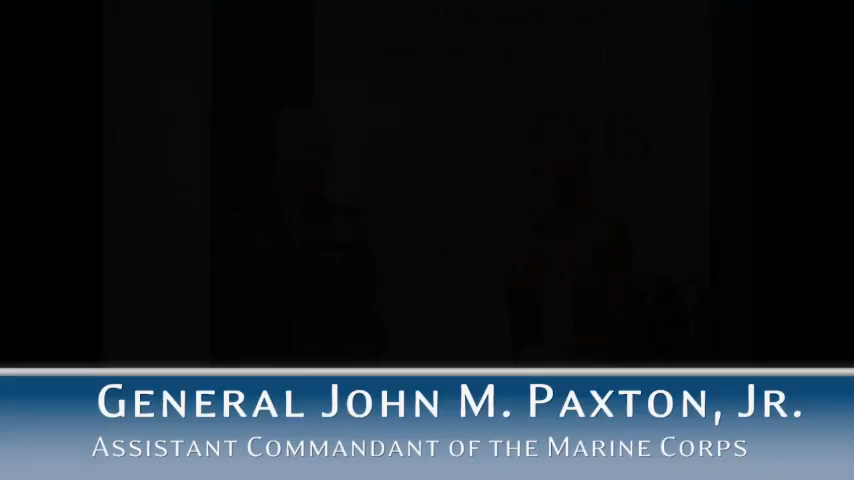 General John M. Paxton, Jr.
Assistant Commandant of the Marine Corps